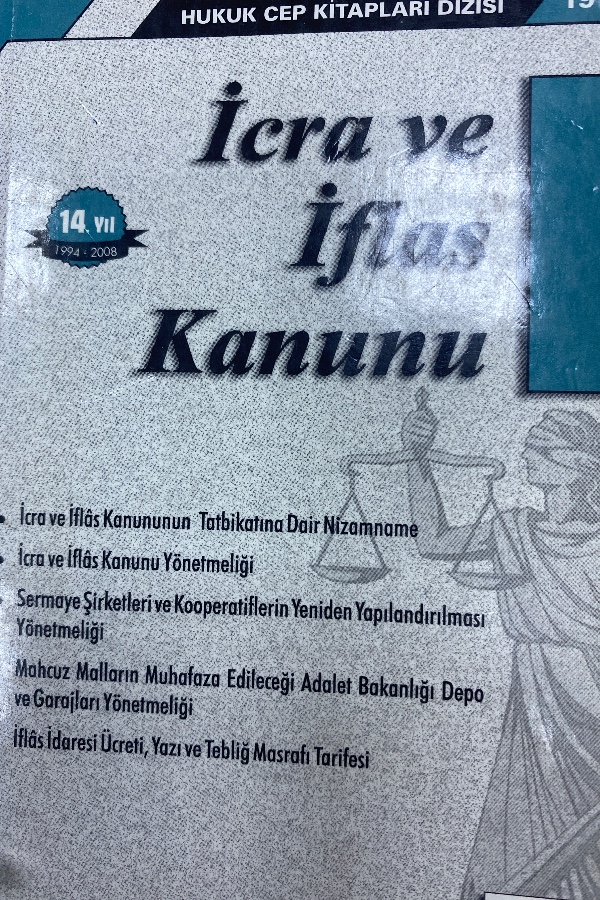 HUKUK CEP KİTAPLARI DİZİSİ
İcra ve
İflas
Kanunu
14. yıl
1994 - 2008
• İcra ve İflâs Kanununun Tatbikatına Dair Nizamname
• İcra ve İflâs Kanunu Yönetmeliği
Sermaye Şirketleri ve Kooperatiflerin Yeniden Yapılandırılması
Yönetmeliği
Mahcuz Malların Muhafaza Edileceği Adalet Bakanlığı Depo
ve Garajları Yönetmeliği
İflâs İdaresi Ücreti, Yazı ve Tebliğ Masrafı Tarifesi